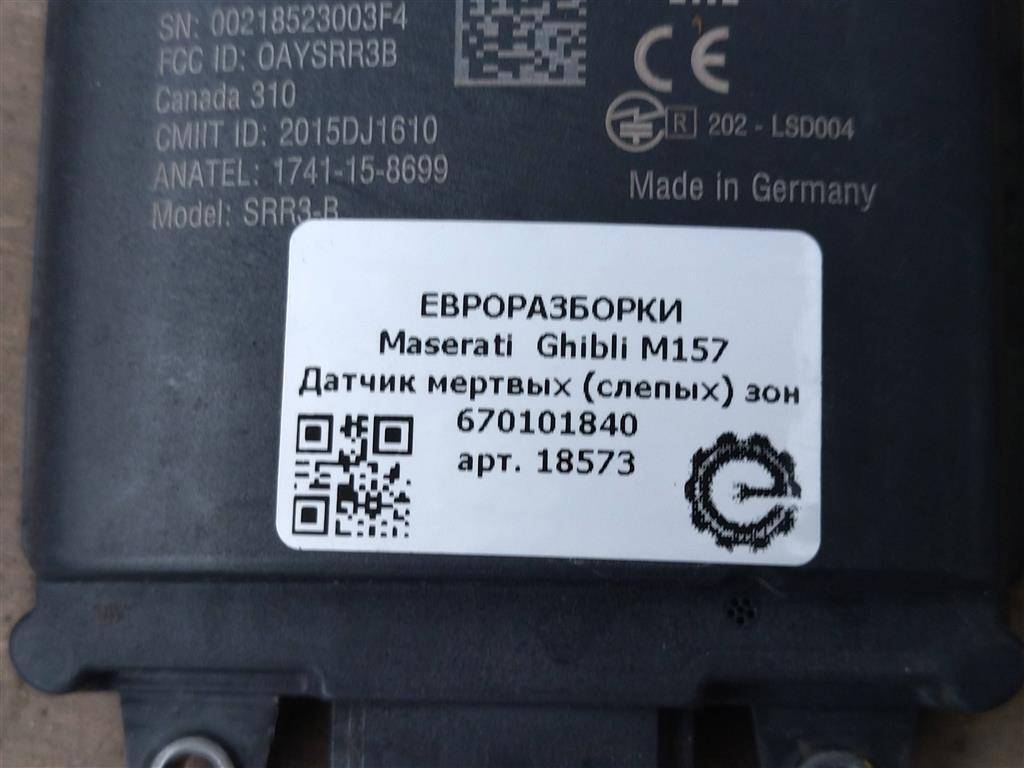 SN: 00218523003F4
FCC ID: OAYSRR3B
Canada 310
CMIIT ID: 2015DJ1610
ANATEL: 1741-15-8699
Model: SRR3-B
CE
R 202 - LSD004
Made in Germany
ЕВРОРАЗБОРКИ
Maserati Ghibli M157
Датчик мертвых (слепых) зон
670101840
арт. 18573